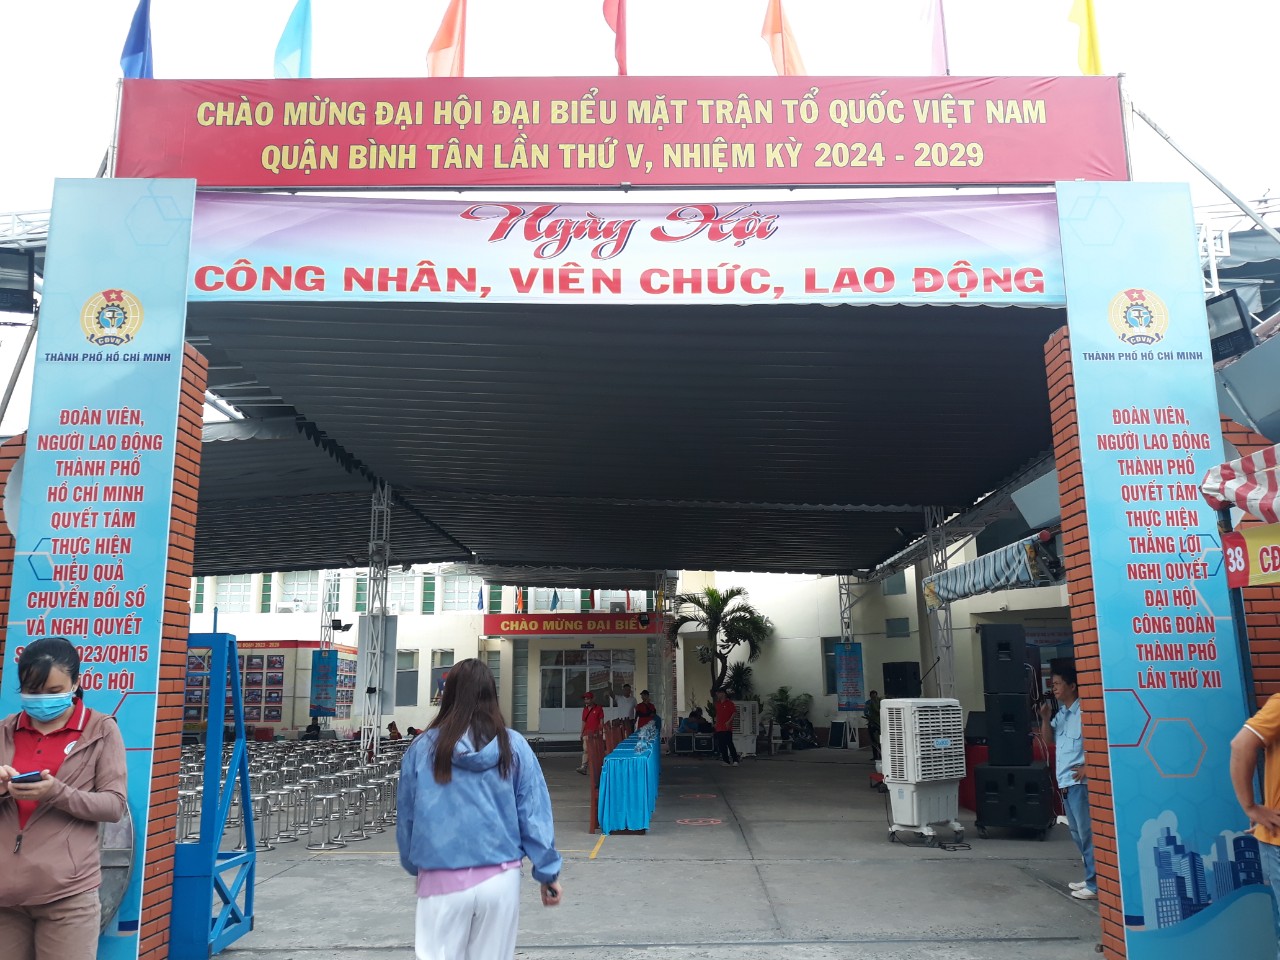 CHÀO MỪNG ĐẠI HỘI ĐẠI BIỂU MẶT TRẬN TỔ QUỐC VIỆT NAM
QUẬN BÌNH TÂN LẦN THỨ V, NHIỆM KỲ 2024 - 2029
Ngày Hội
CÔNG NHÂN, VIÊN CHỨC, LAO ĐỘNG
CĐVN
THÀNH PHỐ HỒ CHÍ MINH
ĐOÀN VIÊN,
NGƯỜI LAO ĐỘNG
THÀNH PHỐ
HỒ CHÍ MINH
QUYẾT TÂM
THỰC HIỆN
HIỆU QUẢ
CHUYỂN ĐỔI SỐ
VÀ NGHỊ QUYẾT
023/QH15
HỘI
CĐVN
THÀNH PHỐ HỒ CHÍ MINH
ĐOÀN VIÊN,
NGƯỜI LAO ĐỘNG
THÀNH PHỐ
QUYẾT TÂM
THỰC HIỆN
THẮNG LỢI
NGHỊ QUYẾT
ĐẠI HỘI
CÔNG ĐOÀN
THÀNH PHỐ
LẦN THỨ XII
CHÀO MỪNG ĐẠI BIỂU
38 CĐ